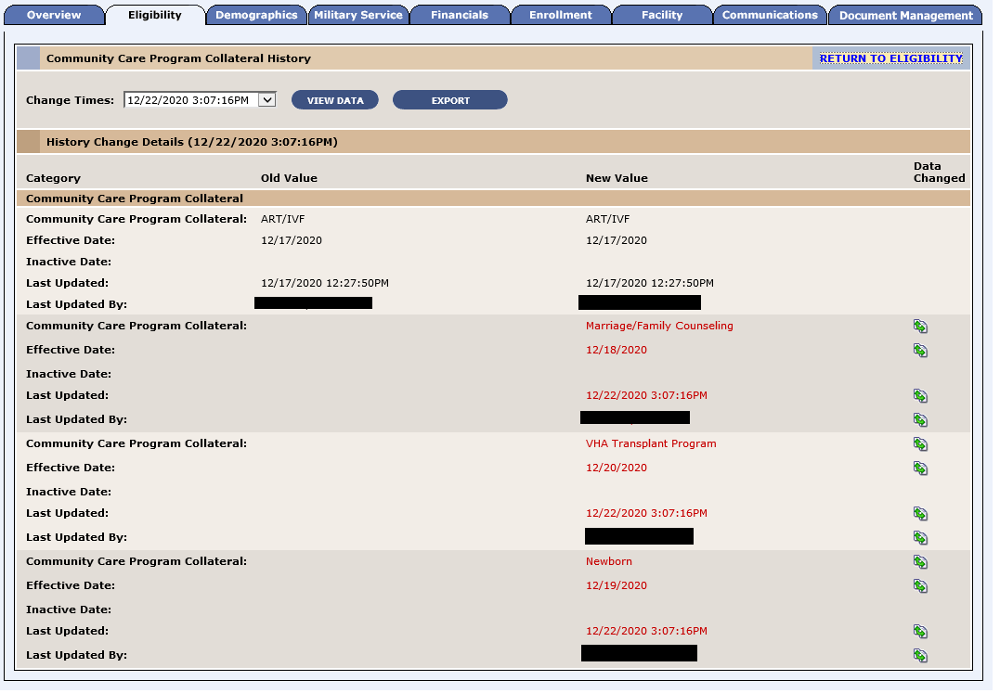 Overview Eligibility Demographics Military Service Financials Enrollment Facility Communications Document Management
Community Care Program Collateral History RETURN TO ELIGIBILITY
Change Times: 12/22/2020 3:07:16PM VIEW DATA EXPORT
History Change Details (12/22/2020 3:07:16PM)
Category Old Value New Value Data Changed
Community Care Program Collateral
Community Care Program Collateral: ART/IVF ART/IVF
Effective Date: 12/17/2020 12/17/2020
Inactive Date:
Last Updated: 12/17/2020 12:27:50PM 12/17/2020 12:27:50PM
Last Updated By:
Community Care Program Collateral: Marriage/Family Counseling
Effective Date: 12/18/2020
Inactive Date:
Last Updated: 12/22/2020 3:07:16PM
Last Updated By:
Community Care Program Collateral: VHA Transplant Program
Effective Date: 12/20/2020
Inactive Date:
Last Updated: 12/22/2020 3:07:16PM
Last Updated By:
Community Care Program Collateral: Newborn
Effective Date: 12/19/2020
Inactive Date:
Last Updated: 12/22/2020 3:07:16PM
Last Updated By: